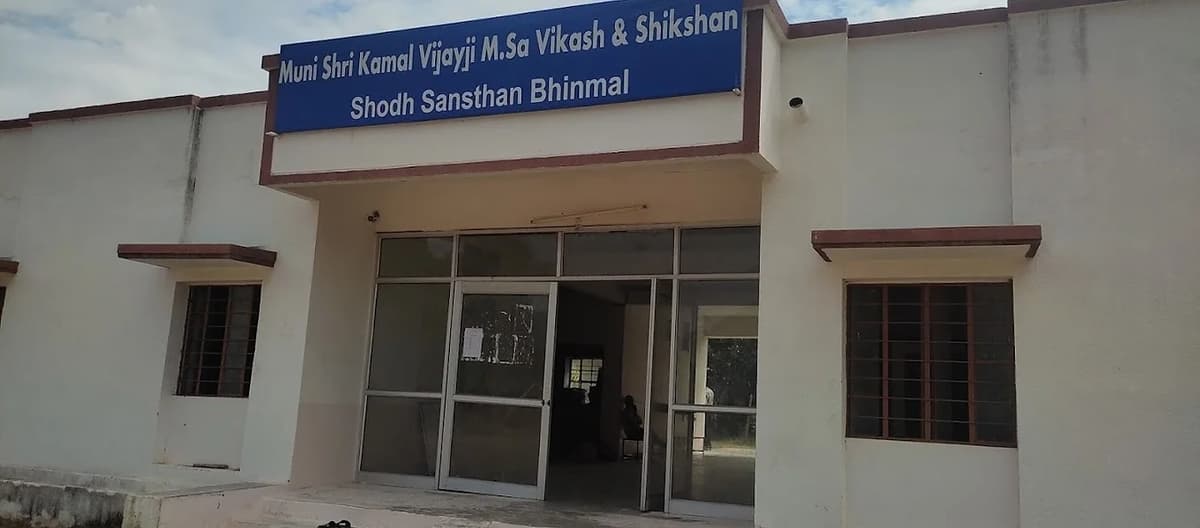 Muni Shri Kamal Vijayji M.Sa Vikash & Shikshan
Shodh Sansthan Bhinmal